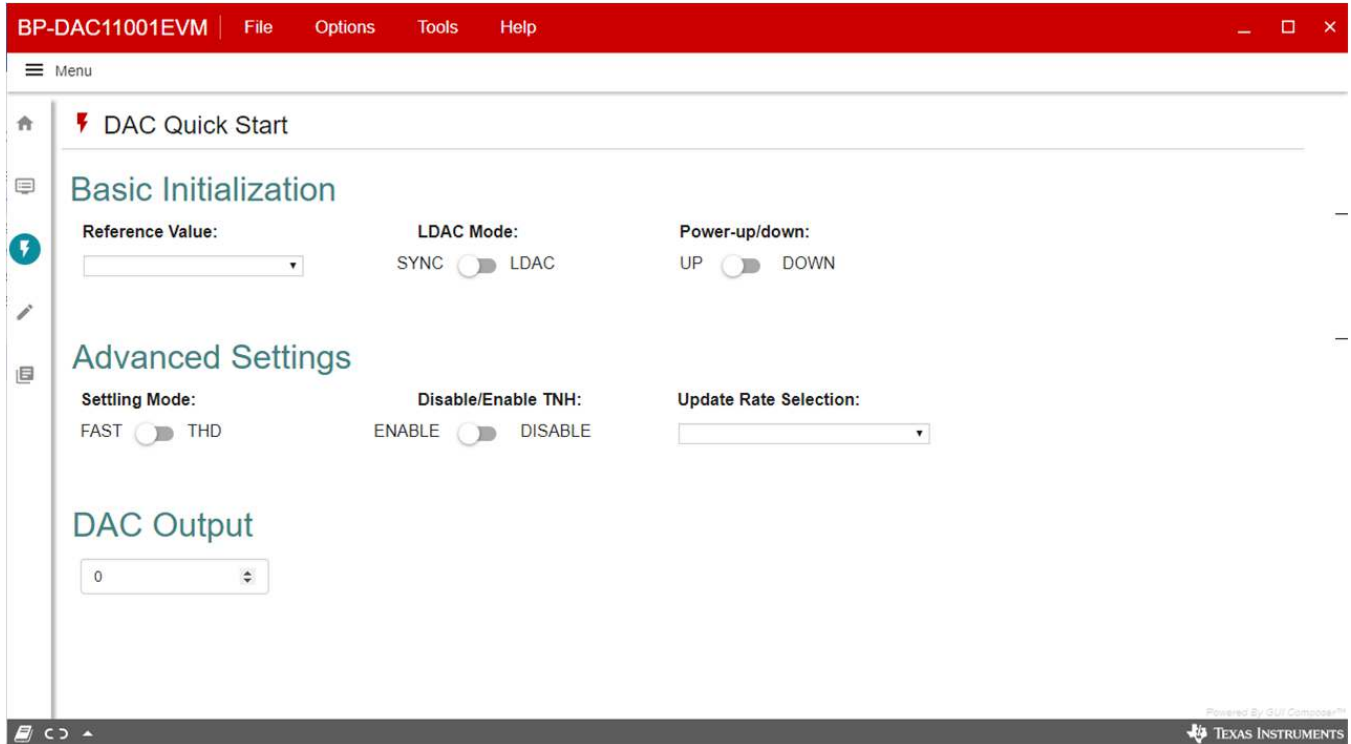 BP-DAC11001EVM File Options Tools Help
Menu
DAC Quick Start
Basic Initialization
Reference Value: LDAC Mode: Power-up/down:
SYNC LDAC UP DOWN
Advanced Settings
Settling Mode: Disable/Enable TNH: Update Rate Selection:
FAST THD ENABLE DISABLE
DAC Output
0
Powered By GUI Composer™
TEXAS INSTRUMENTS